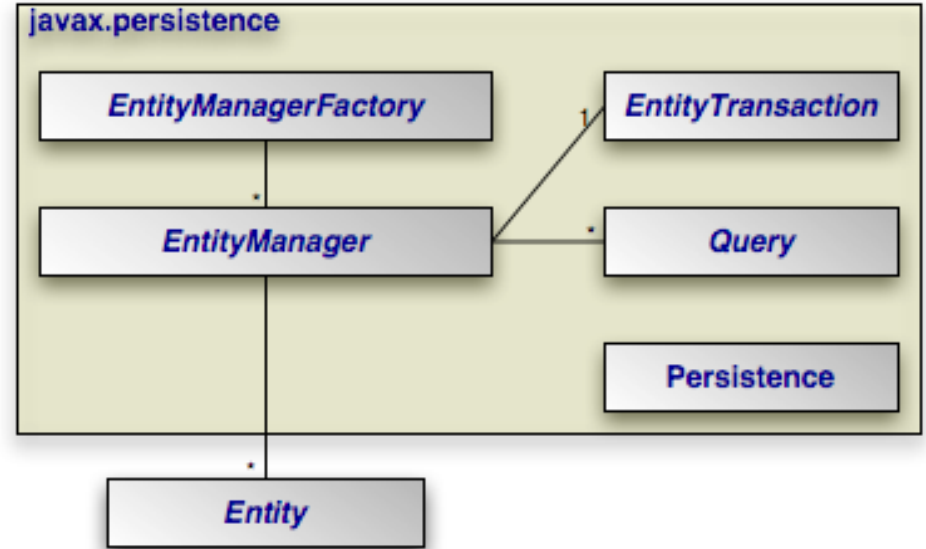 javax.persistence
EntityManagerFactory
EntityTransaction
1
*
EntityManager
*
Query
Persistence
*
Entity